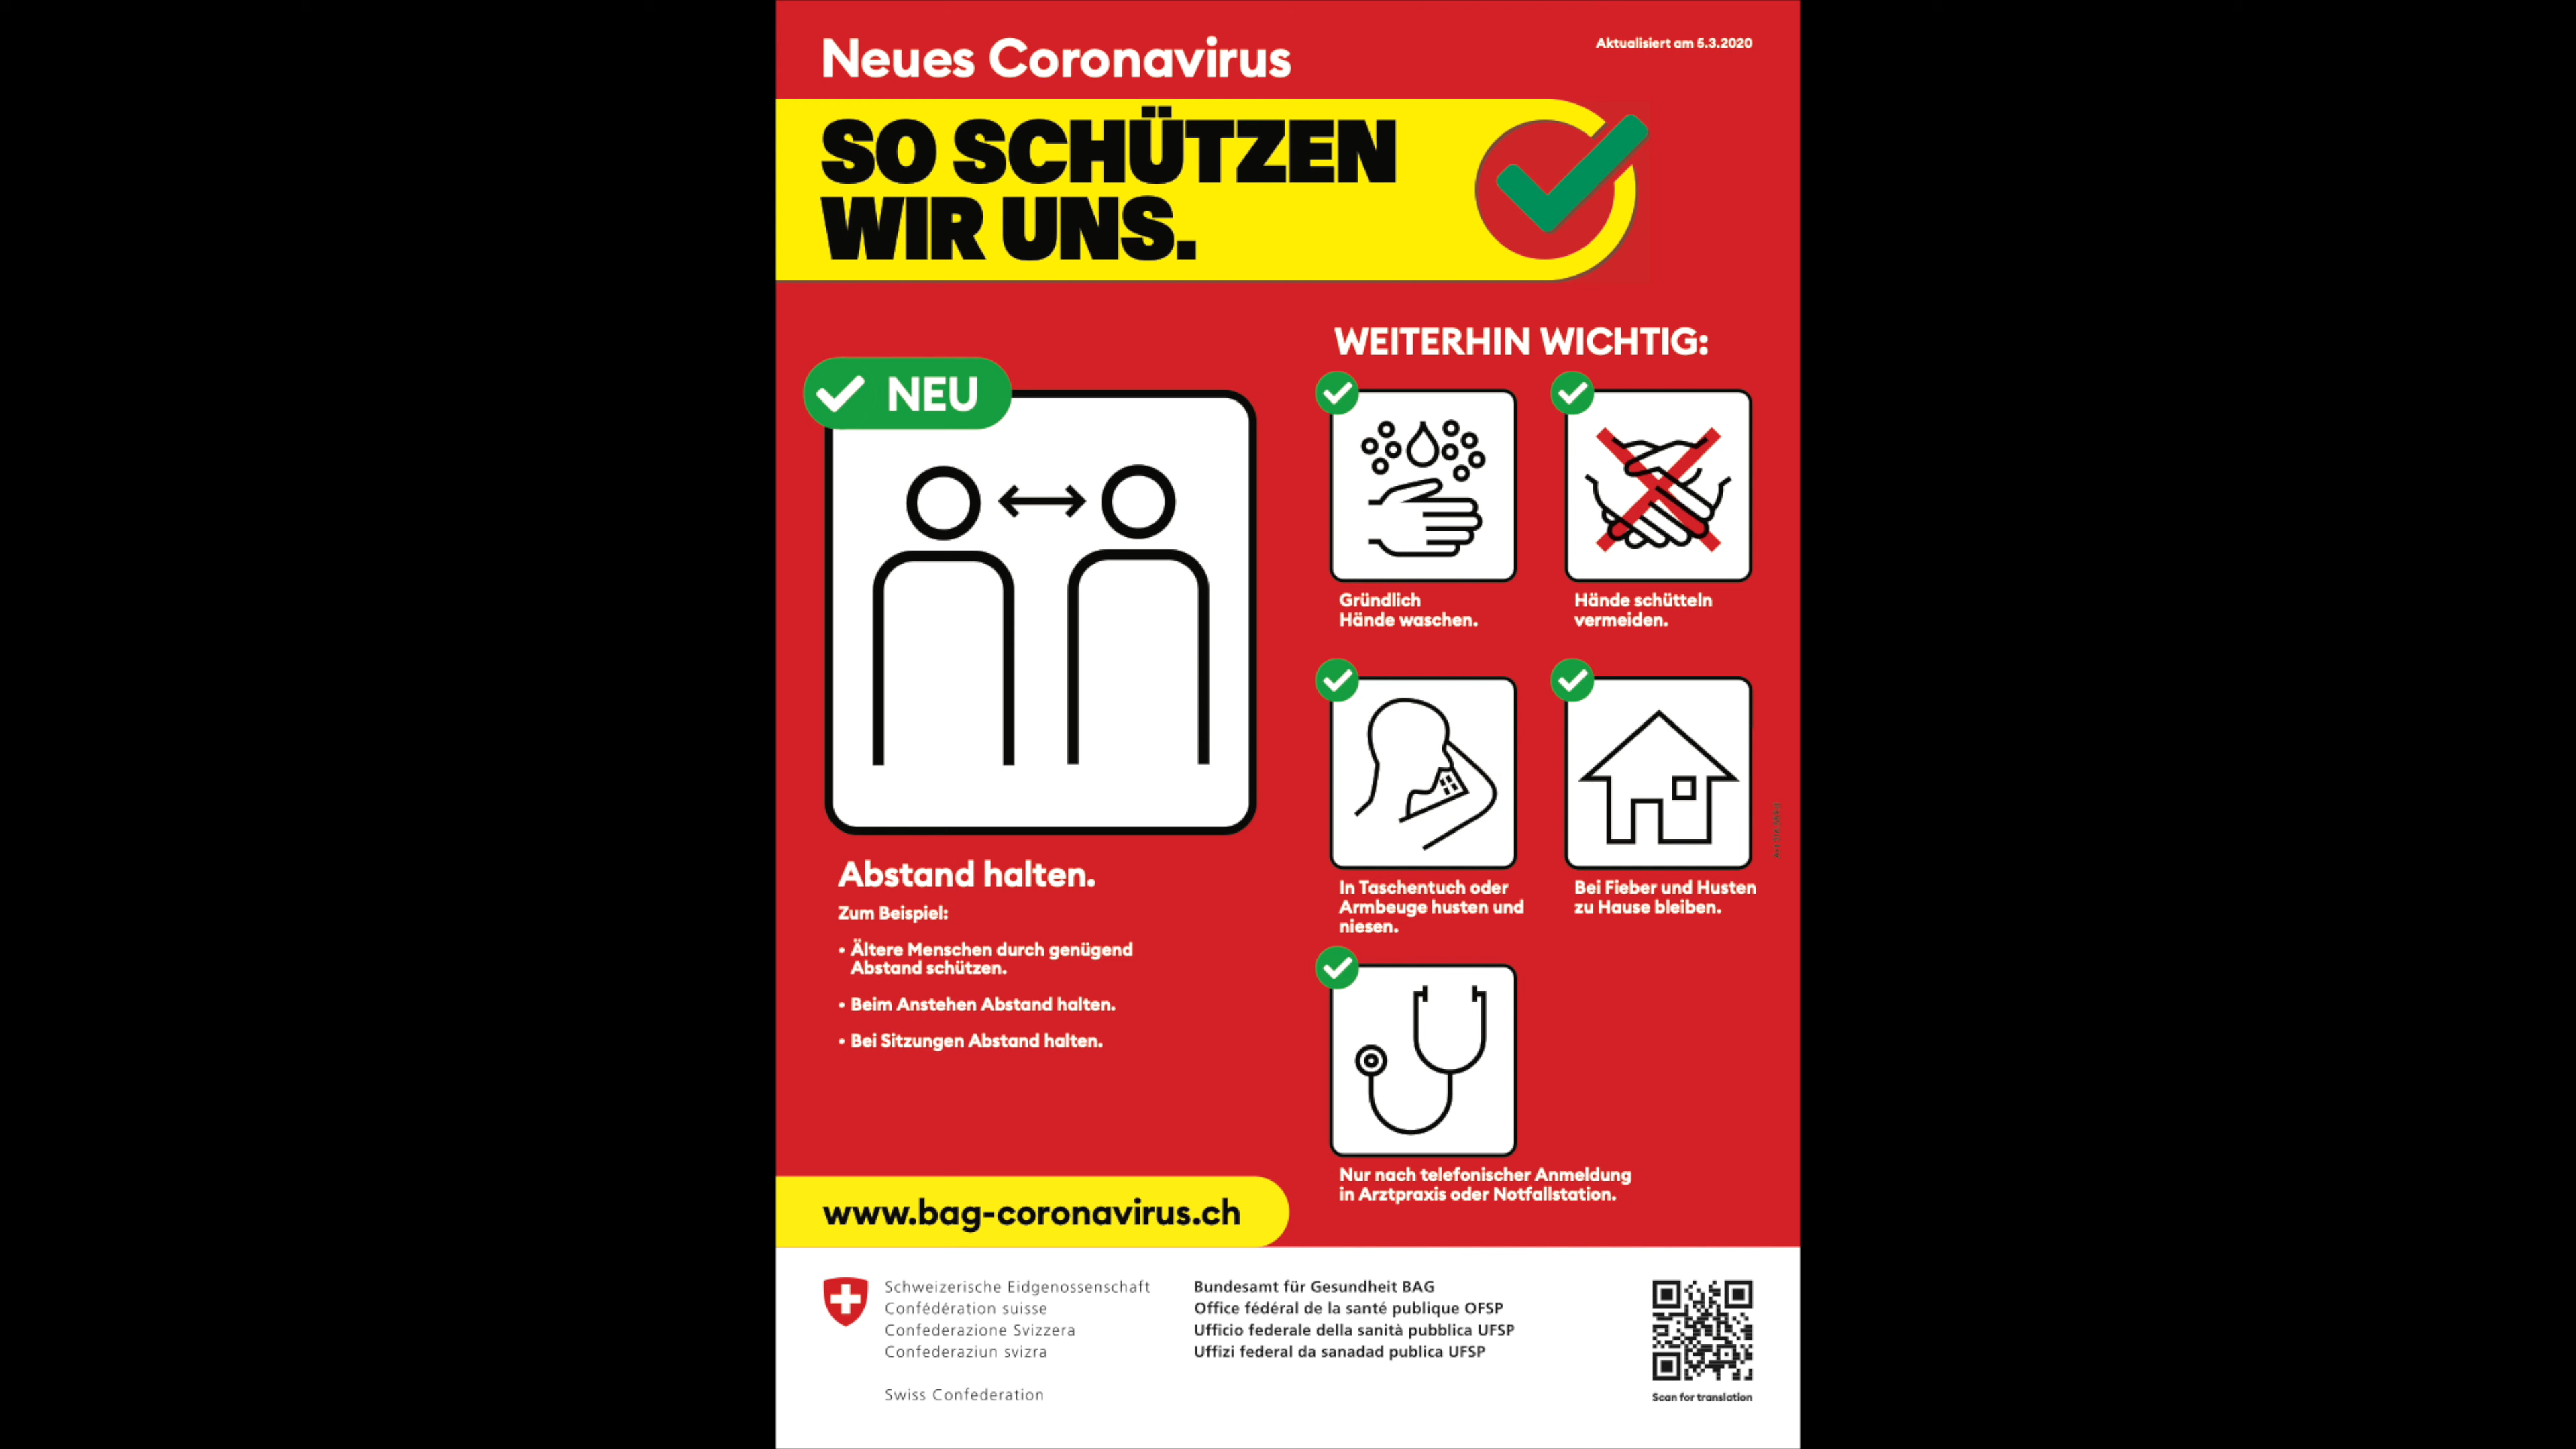 Neues Coronavirus
Aktualisiert am 5.3.2020
SO SCHÜTZEN
WIR UNS.
NEU
Abstand halten.
Zum Beispiel:
• Ältere Menschen durch genügend
Abstand schützen.
• Beim Anstehen Abstand halten.
• Bei Sitzungen Abstand halten.
WEITERHIN WICHTIG:
Gründlich
Hände waschen.
Hände schütteln
vermeiden.
In Taschentuch oder
Armbeuge husten und
niesen.
Bei Fieber und Husten
zu Hause bleiben.
Nur nach telefonischer Anmeldung
in Arztpraxis oder Notfallstation.
www.bag-coronavirus.ch
Schweizerische Eidgenossenschaft
Confédération suisse
Confederazione Svizzera
Confederaziun svizra
Swiss Confederation
Bundesamt für Gesundheit BAG
Office fédéral de la santé publique OFSP
Ufficio federale della sanità pubblica UFSP
Uffizi federal da sanadad publica UFSP
Scan for translation